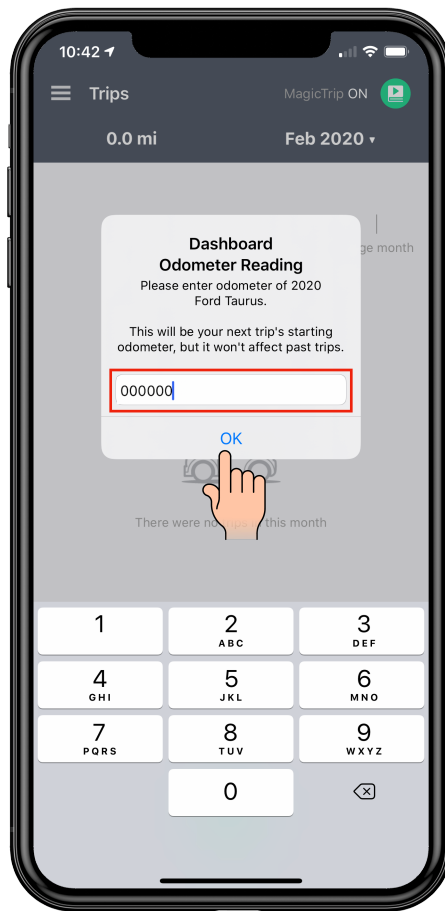 10:42
Trips
MagicTrip ON
0.0 mi
Feb 2020 ▾
ge month
Dashboard
Odometer Reading
Please enter odometer of 2020
Ford Taurus.
This will be your next trip's starting
odometer, but it won't affect past trips.
000000
OK
There were no this month
1
2
ABC
3
DEF
4
GHI
5
JKL
6
MNO
7
PQRS
8
TUV
9
WXYZ
0